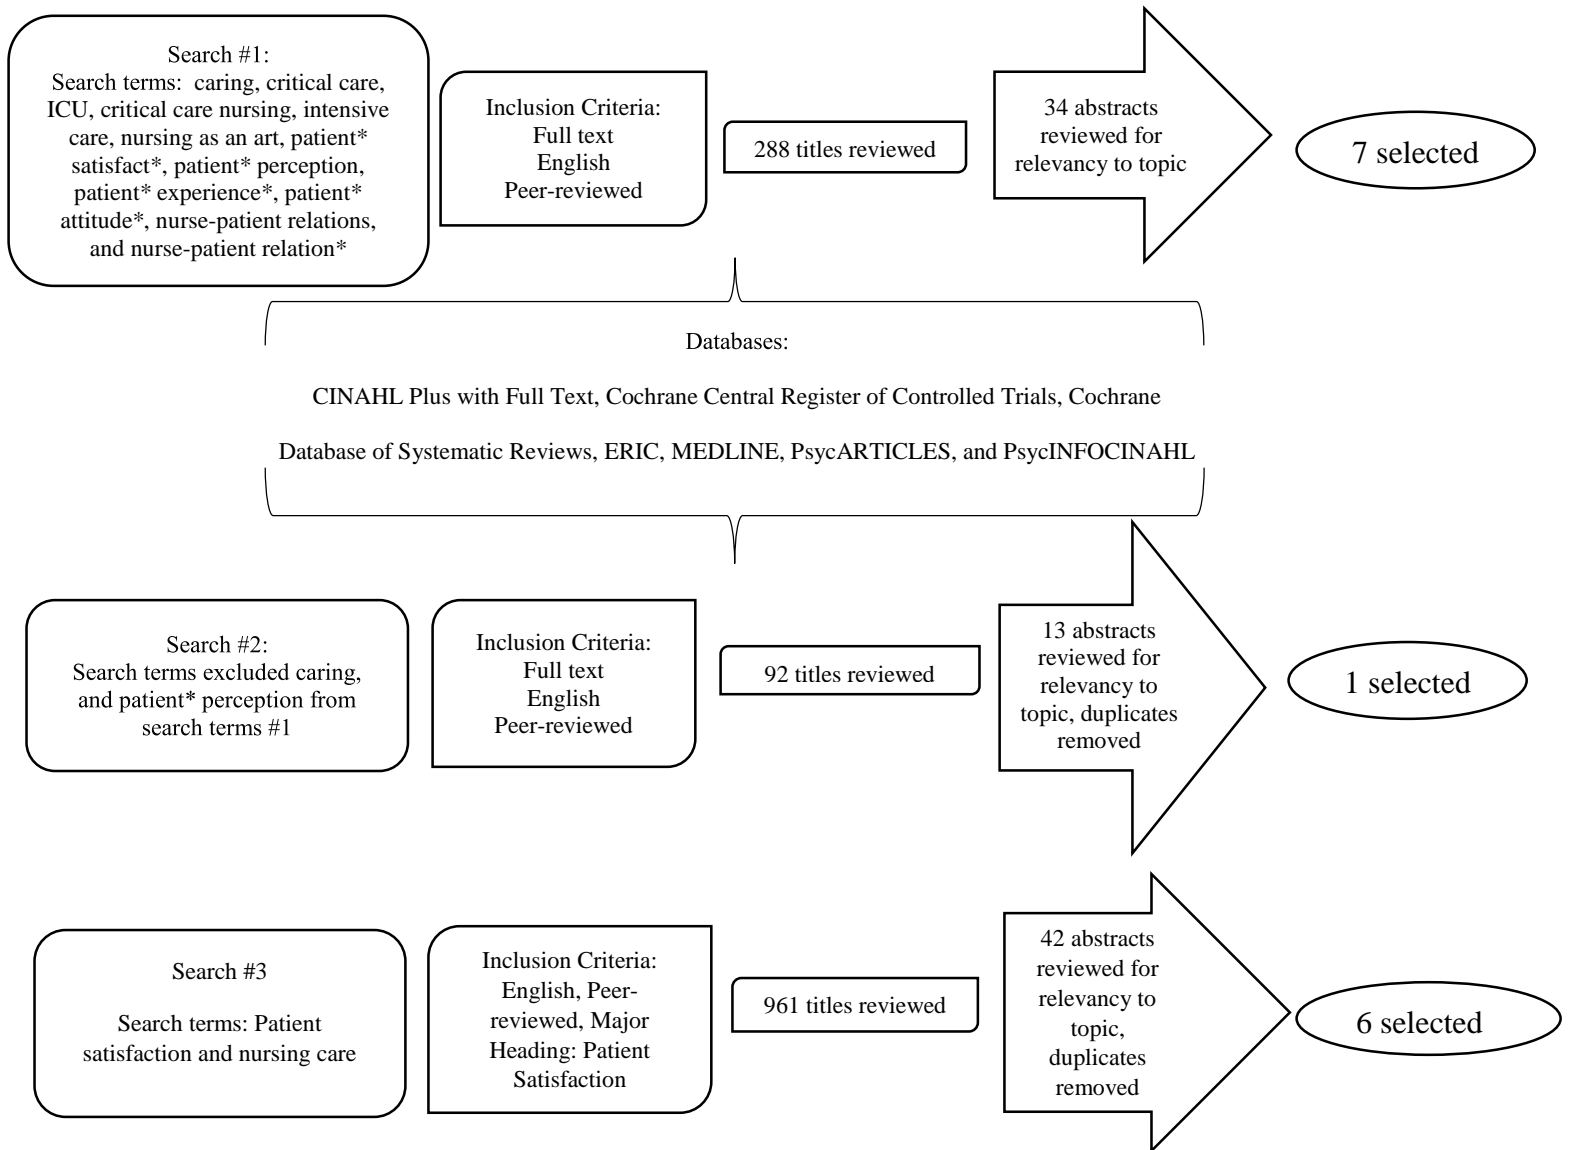 Search #1:
Search terms:  caring, critical care,
ICU, critical care nursing, intensive
care, nursing as an art, patient*
satisfact*, patient* perception,
patient* experience*, patient*
attitude*, nurse-patient relations,
and nurse-patient relation*
Inclusion Criteria:
Full text
English
Peer-reviewed
288 titles reviewed
34 abstracts
reviewed for
relevancy to topic
7 selected
Databases:
CINAHL Plus with Full Text, Cochrane Central Register of Controlled Trials, Cochrane
Database of Systematic Reviews, ERIC, MEDLINE, PsycARTICLES, and PsycINFOCINAHL
Search #2:
Search terms excluded caring,
and patient* perception from
search terms #1
Inclusion Criteria:
Full text
English
Peer-reviewed
92 titles reviewed
13 abstracts
reviewed for
relevancy to
topic, duplicates
removed
1 selected
Search #3
Search terms: Patient
satisfaction and nursing care
Inclusion Criteria:
English, Peer-
reviewed, Major
Heading: Patient
Satisfaction
961 titles reviewed
42 abstracts
reviewed for
relevancy to
topic,
duplicates
removed
6 selected